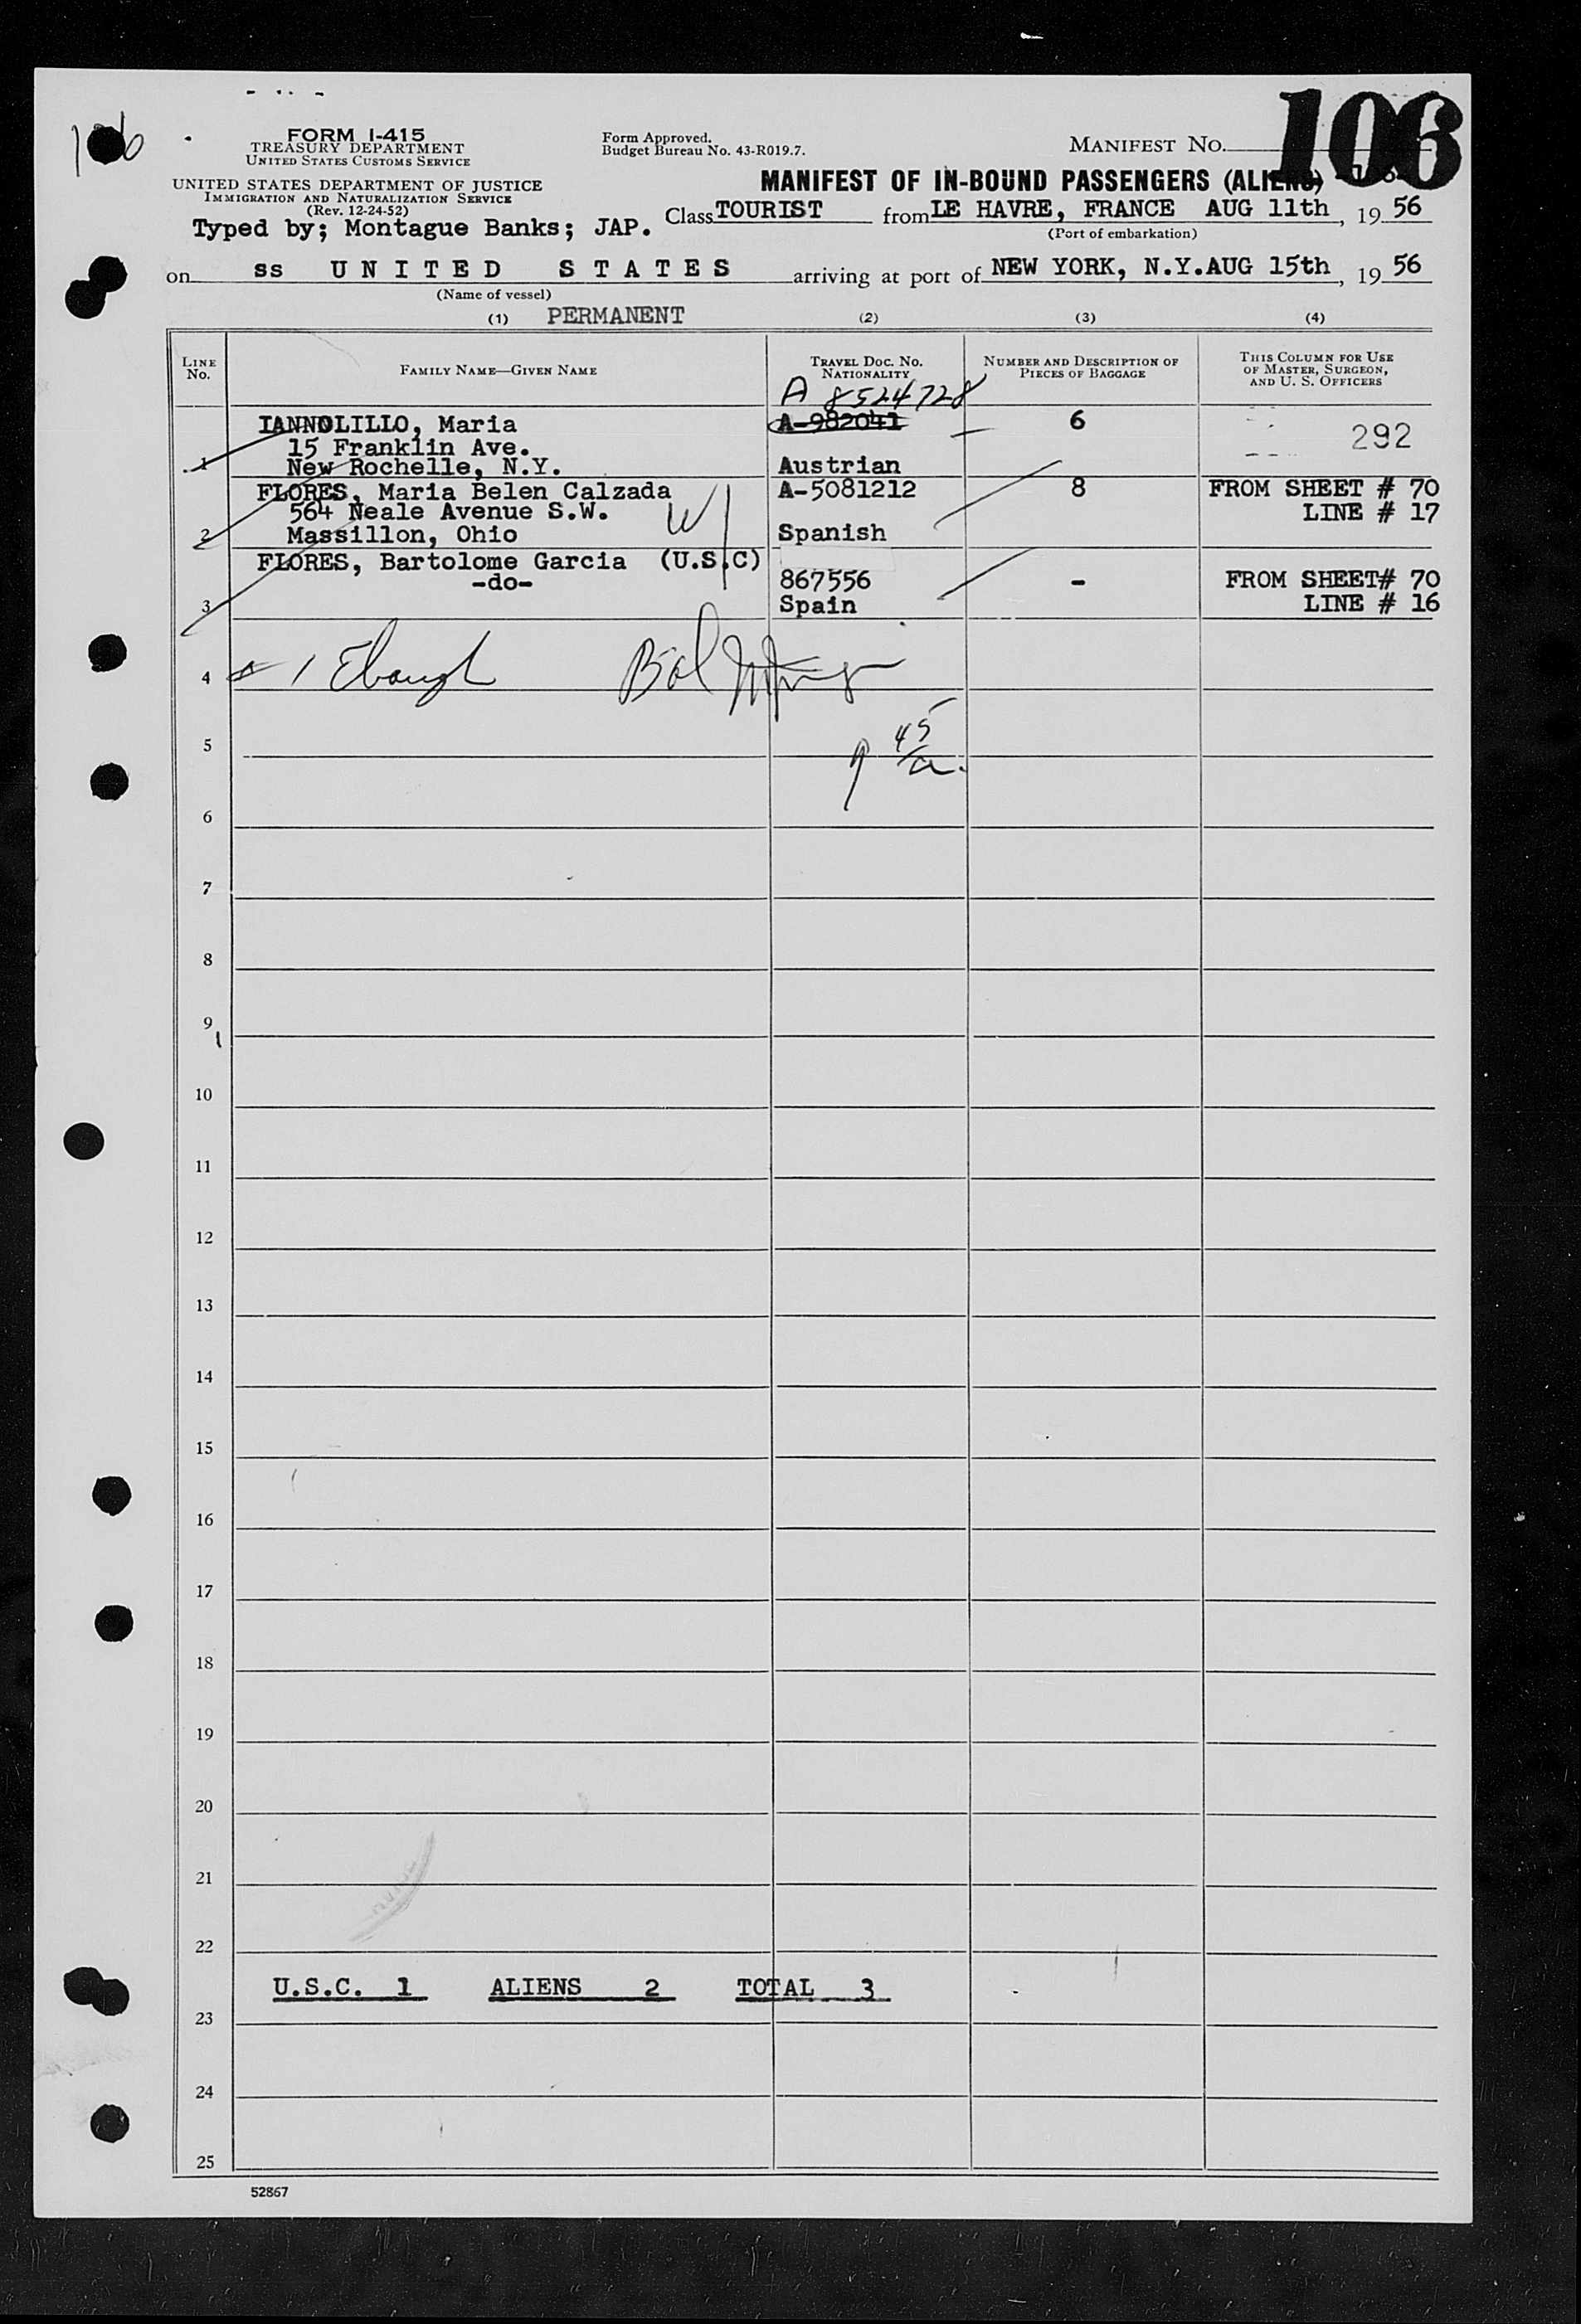 106
FORM I-415
TREASURY DEPARTMENT
UNITED STATES CUSTOMS SERVICE
UNITED STATES DEPARTMENT OF JUSTICE
IMMIGRATION AND NATURALIZATION SERVICE
(Rev. 12-24-52)
Typed by; Montague Banks; JAP.
Form Approved.
Budget Bureau No. 43-R019.7.
MANIFEST NO. 106
MANIFEST OF IN-BOUND PASSENGERS (ALIENS)
Class TOURIST from LE HAVRE, FRANCE AUG 11th, 19 56
(Port of embarkation)
on ss UNITED STATES arriving at port of NEW YORK, N.Y. AUG 15th, 19 56
(Name of vessel)
(1) PERMANENT (2) (3) (4)
LINE NO.
FAMILY NAME—GIVEN NAME
TRAVEL DOC. NO. NATIONALITY
NUMBER AND DESCRIPTION OF PIECES OF BAGGAGE
THIS COLUMN FOR USE OF MASTER, SURGEON, AND U. S. OFFICERS
A 8524728
IANNOLILLO, Maria A-982041 6
15 Franklin Ave. 292
1 New Rochelle, N.Y. Austrian
FLORES, Maria Belen Calzada A-5081212 8 FROM SHEET # 70
564 Neale Avenue S.W. W LINE # 17
2 Massillon, Ohio Spanish
FLORES, Bartolome Garcia (U.S.C)
-do- 867556 - FROM SHEET# 70
3 Spain LINE # 16
4 1 Ebaugh
45
5
6
7
8
9
10
11
12
13
14
15
16
17
18
19
20
21
22
U.S.C. 1 ALIENS 2 TOTAL 3
23
24
25
52867